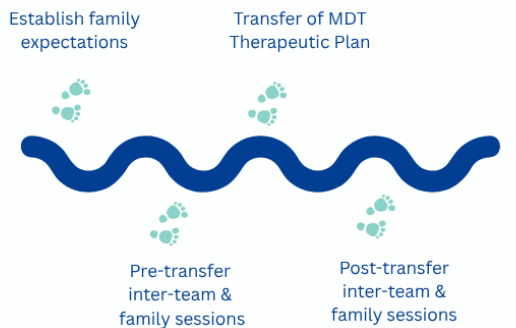 Establish family
expectations
Transfer of MDT
Therapeutic Plan
Pre-transfer
inter-team &
family sessions
Post-transfer
inter-team &
family sessions